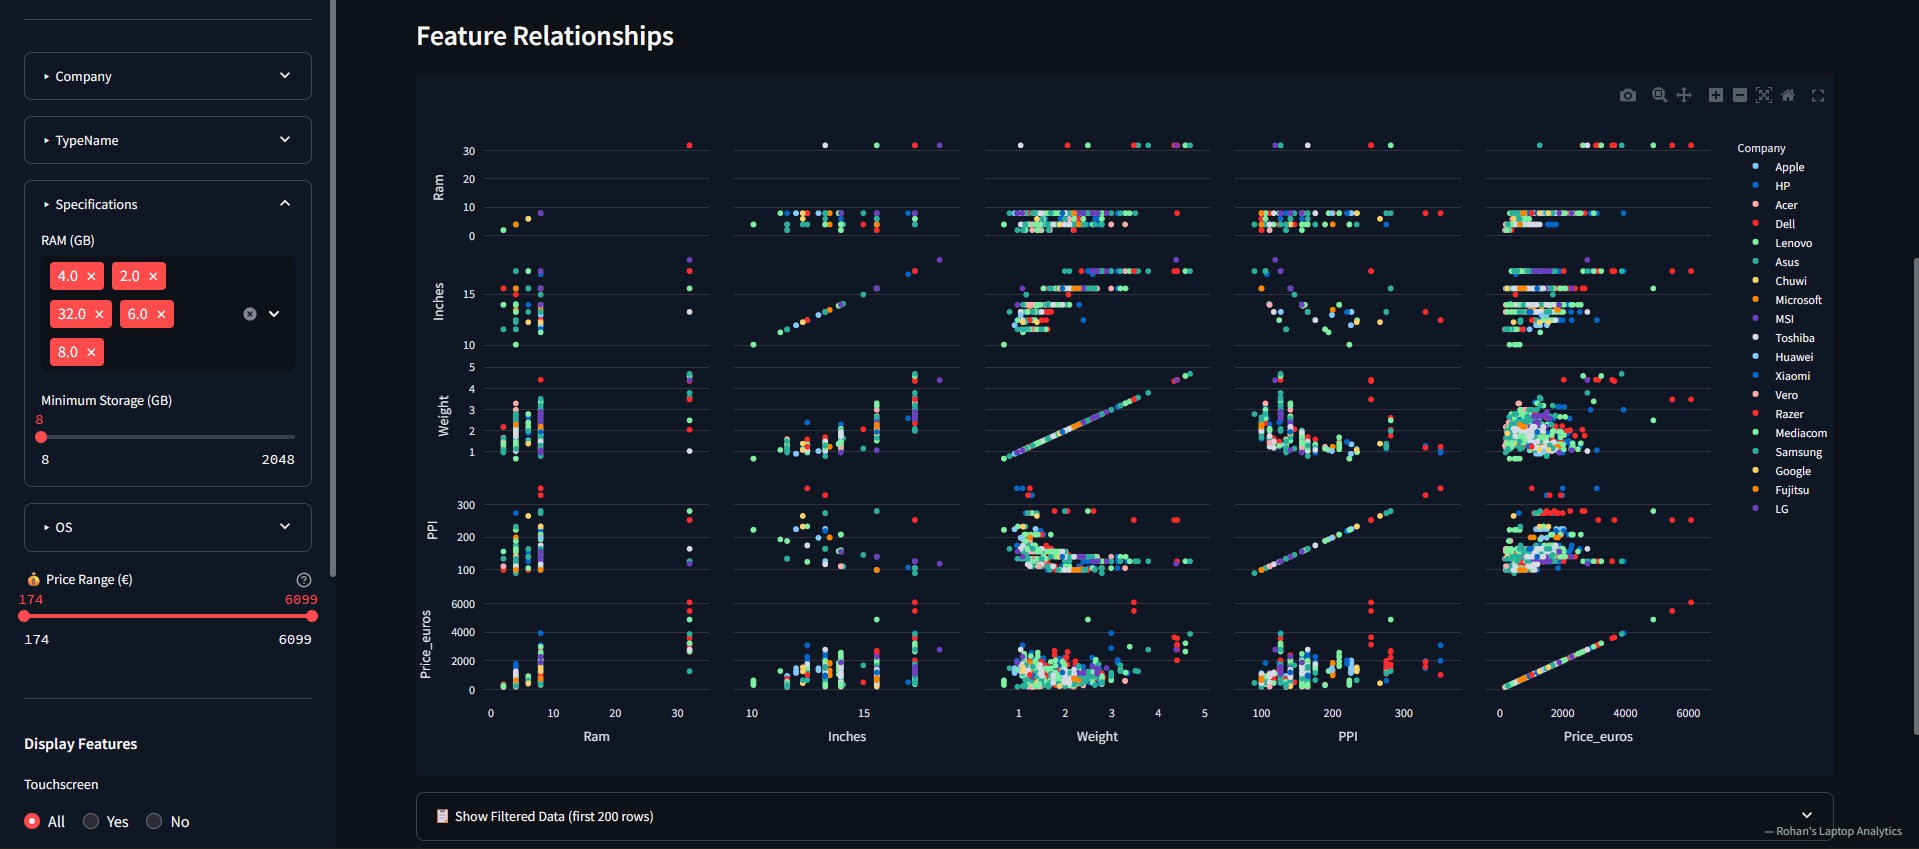 Company
TypeName
Specifications
RAM (GB)
4.0 ×
2.0 ×
32.0 ×
6.0 ×
8.0 ×
Minimum Storage (GB)
8
8
2048
OS
Price Range (€)
174
6099
174
6099
Display Features
Touchscreen
All
Yes
No
Feature Relationships
Ram
30
20
10
0
Inches
15
10
Weight
5
4
3
2
1
PPI
300
200
100
Price_euros
6000
4000
2000
0
0
10
20
30
Ram
10
15
Inches
1
2
3
4
5
Weight
100
200
300
PPI
0
2000
4000
6000
Price_euros
Company
Apple
HP
Acer
Dell
Lenovo
Asus
Chuwi
Microsoft
MSI
Toshiba
Huawei
Xiaomi
Vero
Razer
Mediacom
Samsung
Google
Fujitsu
LG
Show Filtered Data (first 200 rows)
— Rohan's Laptop Analytics